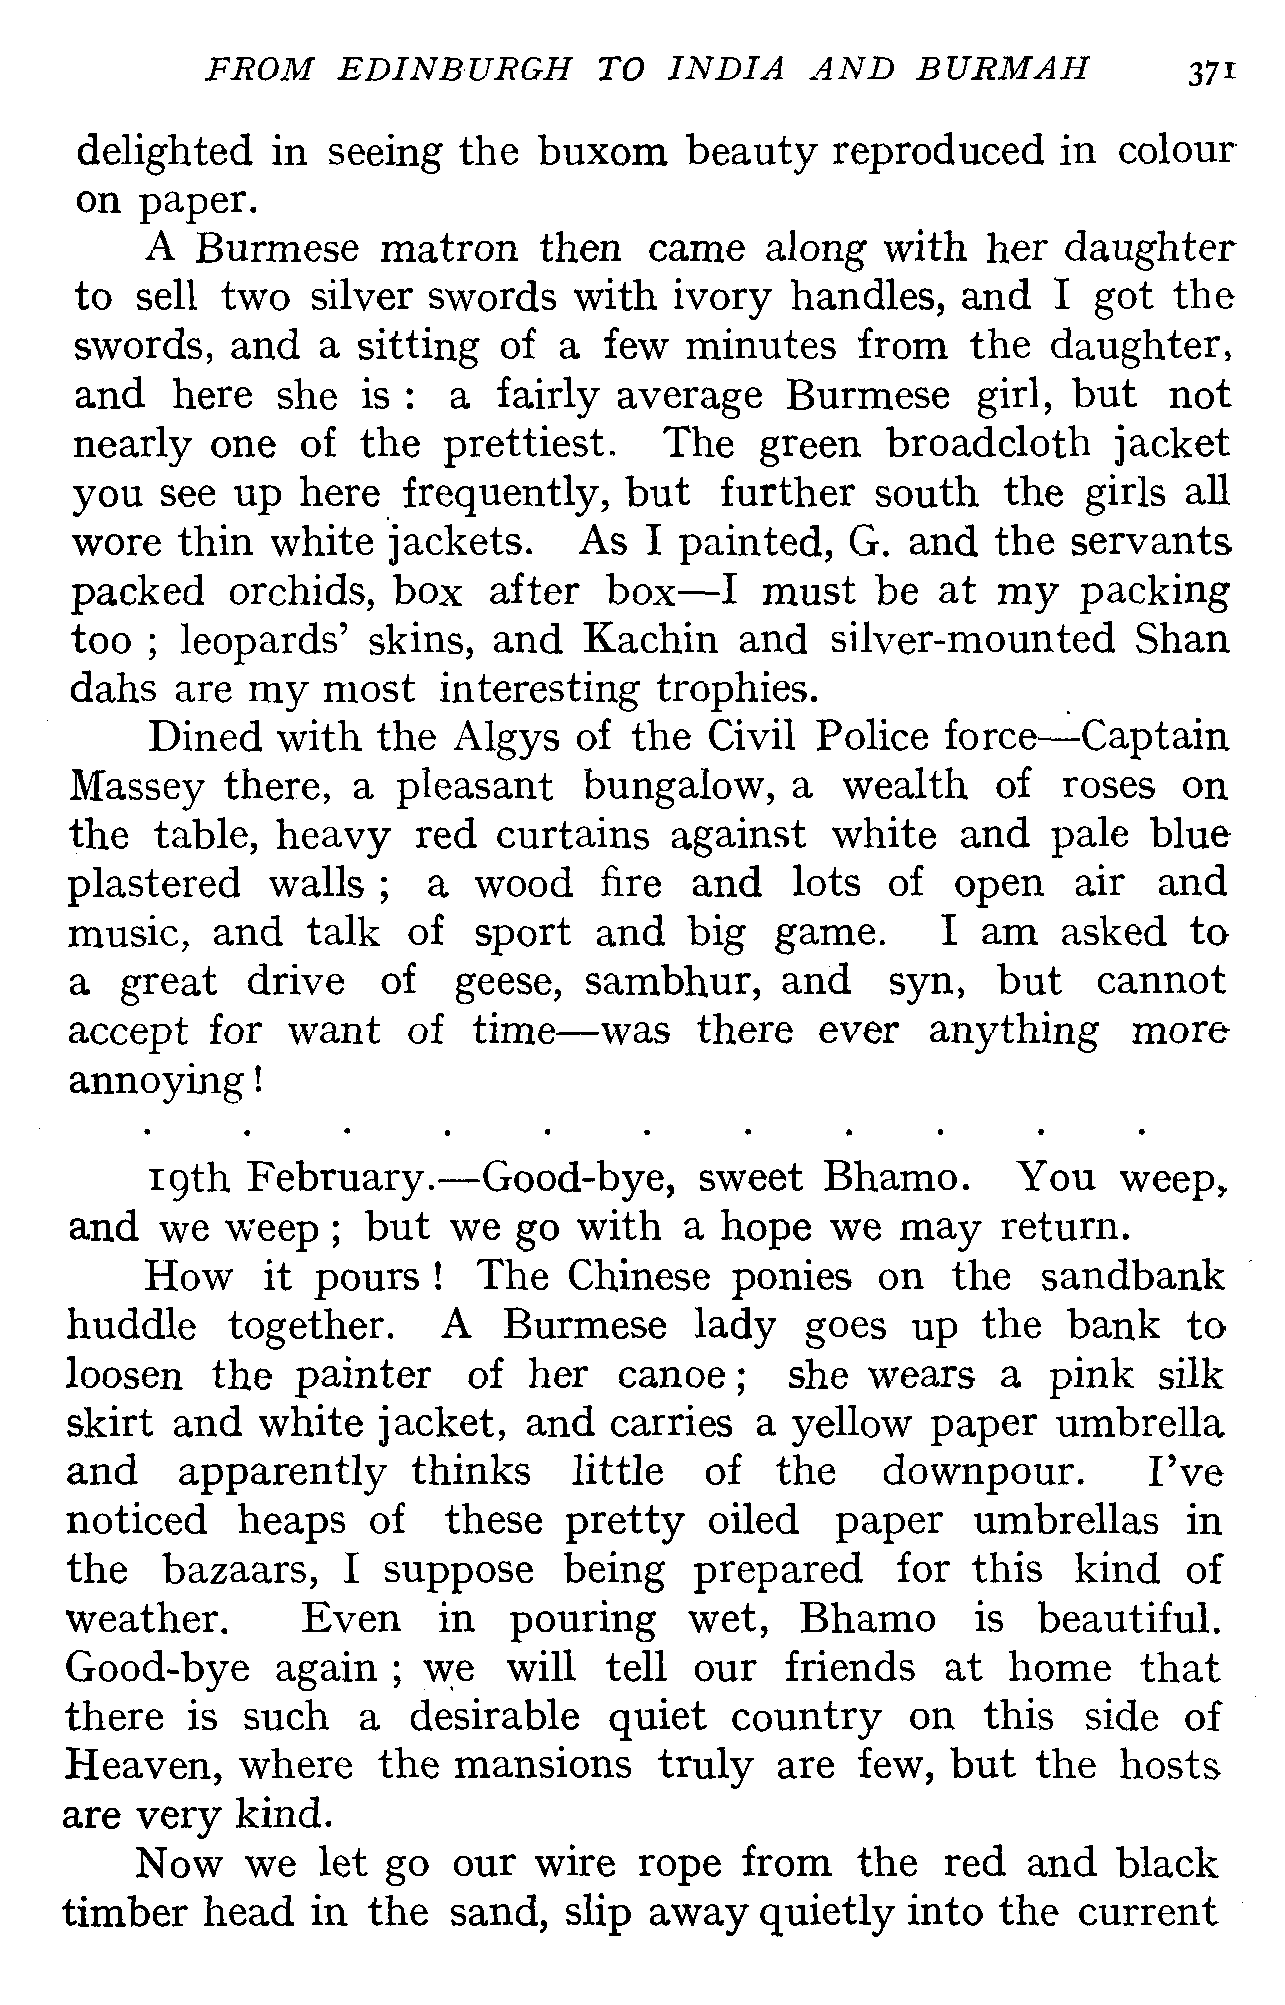 FROM EDINBURGH TO INDIA AND BURMAH 371
delighted in seeing the buxom beauty reproduced in colour
on paper.
A Burmese matron then came along with her daughter
to sell two silver swords with ivory handles, and I got the
swords, and a sitting of a few minutes from the daughter,
and here she is : a fairly average Burmese girl, but not
nearly one of the prettiest. The green broadcloth jacket
you see up here frequently, but further south the girls all
wore thin white jackets. As I painted, G. and the servants
packed orchids, box after box—I must be at my packing
too ; leopards' skins, and Kachin and silver-mounted Shan
dahs are my most interesting trophies.
Dined with the Algys of the Civil Police force—Captain
Massey there, a pleasant bungalow, a wealth of roses on
the table, heavy red curtains against white and pale blue
plastered walls ; a wood fire and lots of open air and
music, and talk of sport and big game. I am asked to
a great drive of geese, sambhur, and syn, but cannot
accept for want of time—was there ever anything more
annoying !
. . . . . . . . . . .
19th February.—Good-bye, sweet Bhamo. You weep,
and we weep ; but we go with a hope we may return.
How it pours ! The Chinese ponies on the sandbank
huddle together. A Burmese lady goes up the bank to
loosen the painter of her canoe ; she wears a pink silk
skirt and white jacket, and carries a yellow paper umbrella
and apparently thinks little of the downpour. I've
noticed heaps of these pretty oiled paper umbrellas in
the bazaars, I suppose being prepared for this kind of
weather. Even in pouring wet, Bhamo is beautiful.
Good-bye again ; we will tell our friends at home that
there is such a desirable quiet country on this side of
Heaven, where the mansions truly are few, but the hosts
are very kind.
Now we let go our wire rope from the red and black
timber head in the sand, slip away quietly into the current